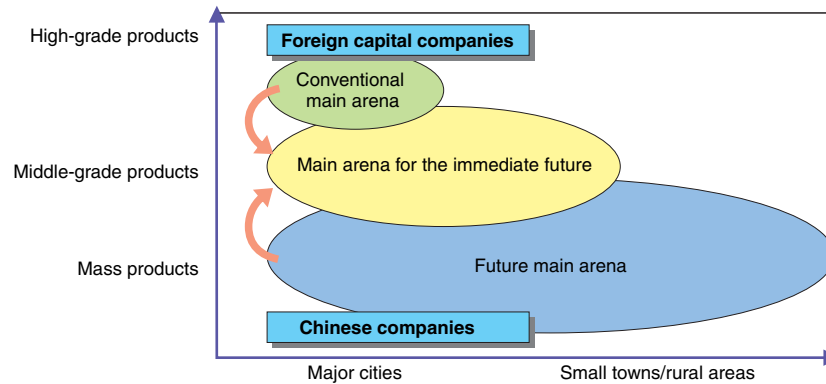 High-grade products
Foreign capital companies
Conventional
main arena
Middle-grade products
Main arena for the immediate future
Mass products
Future main arena
Chinese companies
Major cities
Small towns/rural areas